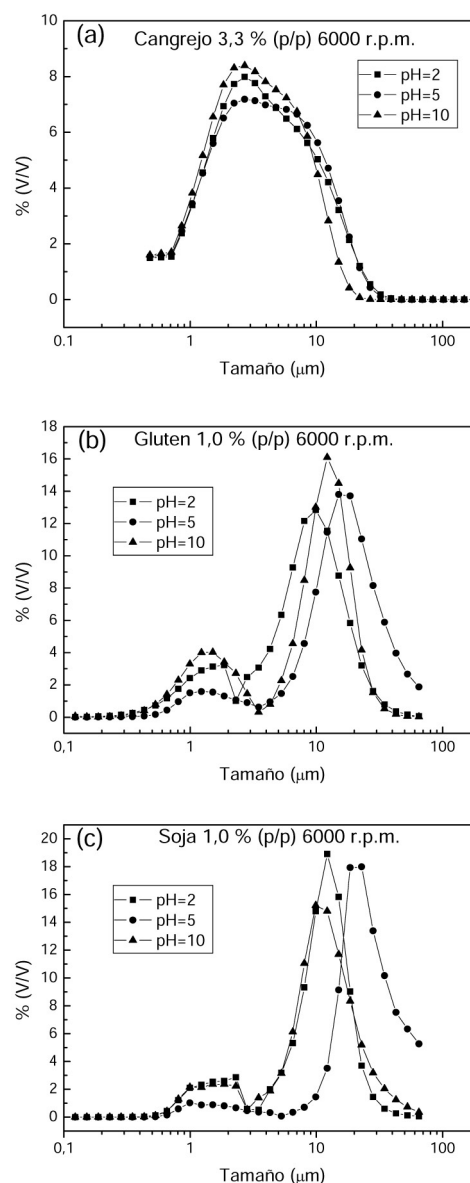 (a) Cangrejo 3,3 % (p/p) 6000 r.p.m.
pH=2
pH=5
pH=10
% (V/V)
10
8
6
4
2
0
0,1 1 10 100
Tamaño (μm)
(b) Gluten 1,0 % (p/p) 6000 r.p.m.
pH=2
pH=5
pH=10
% (V/V)
18
16
14
12
10
8
6
4
2
0
0,1 1 10 100
Tamaño (μm)
(c) Soja 1,0 % (p/p) 6000 r.p.m.
pH=2
pH=5
pH=10
% (V/V)
20
18
16
14
12
10
8
6
4
2
0
0,1 1 10 100
Tamaño (μm)